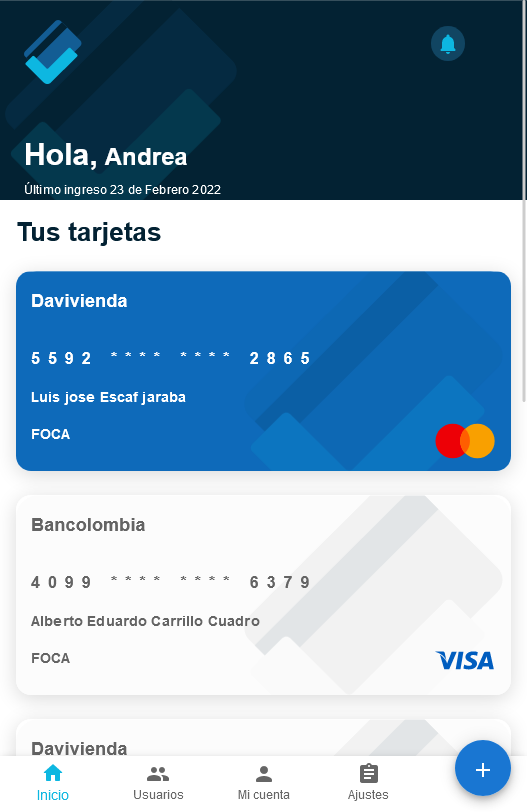 Hola, Andrea
Último ingreso 23 de Febrero 2022
Tus tarjetas
Davivienda
5592 **** **** 2865
Luis jose Escaf jaraba
FOCA
Bancolombia
4099 **** **** 6379
Alberto Eduardo Carrillo Cuadro
FOCA
VISA
Davivienda
Inicio
Usuarios
Mi cuenta
Ajustes
+